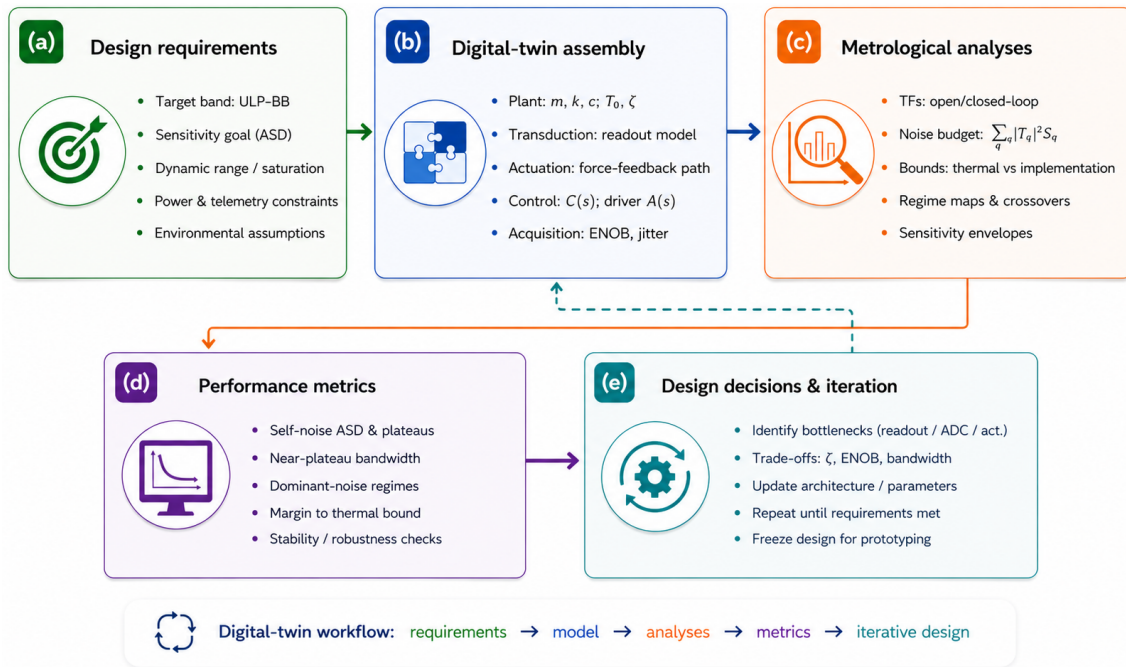 (a) Design requirements
• Target band: ULP–BB
• Sensitivity goal (ASD)
• Dynamic range / saturation
• Power & telemetry constraints
• Environmental assumptions
(b) Digital-twin assembly
• Plant: m, k, c; T₀, ζ
• Transduction: readout model
• Actuation: force-feedback path
• Control: C(s); driver A(s)
• Acquisition: ENOB, jitter
(c) Metrological analyses
• TFs: open/closed-loop
• Noise budget: ∑_q q|T_q|²S_q
• Bounds: thermal vs implementation
• Regime maps & crossovers
• Sensitivity envelopes
(d) Performance metrics
• Self-noise ASD & plateaus
• Near-plateau bandwidth
• Dominant-noise regimes
• Margin to thermal bound
• Stability / robustness checks
(e) Design decisions & iteration
• Identify bottlenecks (readout / ADC / act.)
• Trade-offs: ζ, ENOB, bandwidth
• Update architecture / parameters
• Repeat until requirements met
• Freeze design for prototyping
Digital-twin workflow: requirements → model → analyses → metrics → iterative design